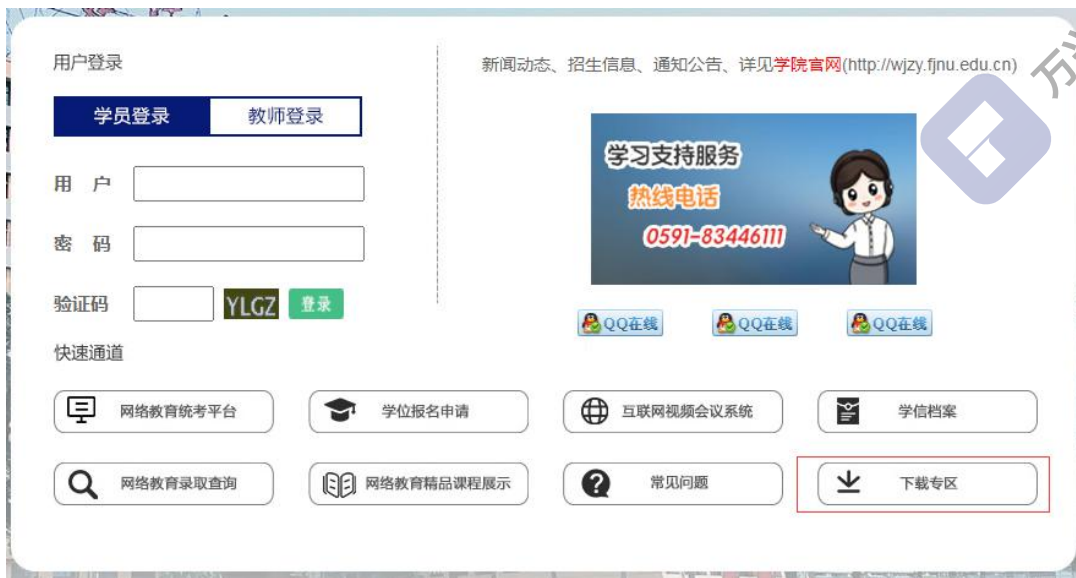 用户登录
学员登录
教师登录
用 户
密 码
验证码
YLGZ
登录
新闻动态、招生信息、通知公告、详见学院官网(http://wjzy.fjnu.edu.cn)
学习支持服务
热线电话
0591-83446111
QQ在线
QQ在线
QQ在线
快速通道
网络教育统考平台
学位报名申请
互联网视频会议系统
学信档案
网络教育录取查询
网络教育精品课程展示
常见问题
下载专区